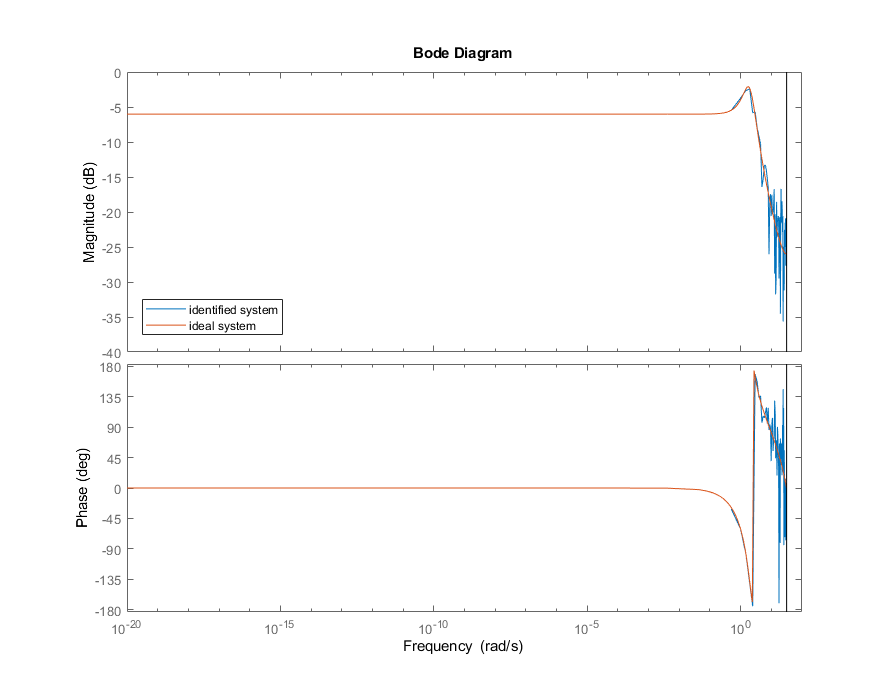 Bode Diagram
Magnitude (dB)
0
-5
-10
-15
-20
-25
-30
-35
-40
identified system
ideal system
Phase (deg)
180
135
90
45
0
-45
-90
-135
-180
10^-20 10^-15 10^-10 10^-5 10^0
Frequency (rad/s)